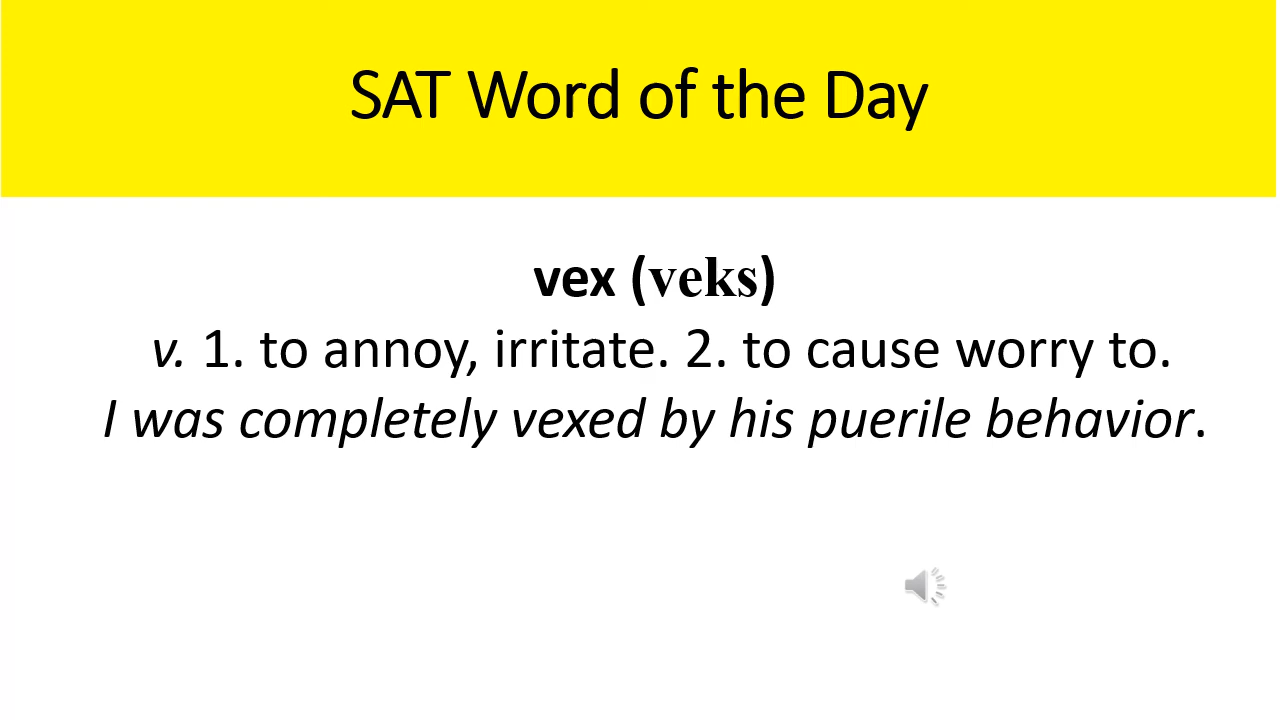 SAT Word of the Day
vex (veks)
v. 1. to annoy, irritate. 2. to cause worry to.
I was completely vexed by his puerile behavior.